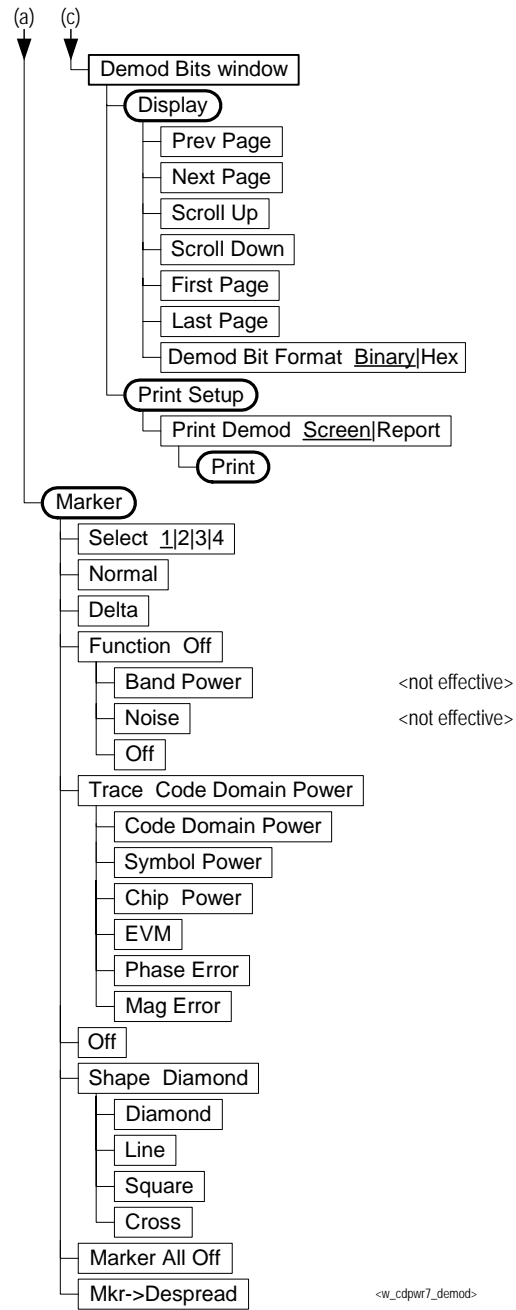 (a) (c)
Demod Bits window
Display
Prev Page
Next Page
Scroll Up
Scroll Down
First Page
Last Page
Demod Bit Format Binary|Hex
Print Setup
Print Demod Screen|Report
Print
Marker
Select 1|2|3|4
Normal
Delta
Function Off
Band Power <not effective>
Noise <not effective>
Off
Trace Code Domain Power
Code Domain Power
Symbol Power
Chip Power
EVM
Phase Error
Mag Error
Off
Shape Diamond
Diamond
Line
Square
Cross
Marker All Off
Mkr->Despread <w_cdpwr7_demod>